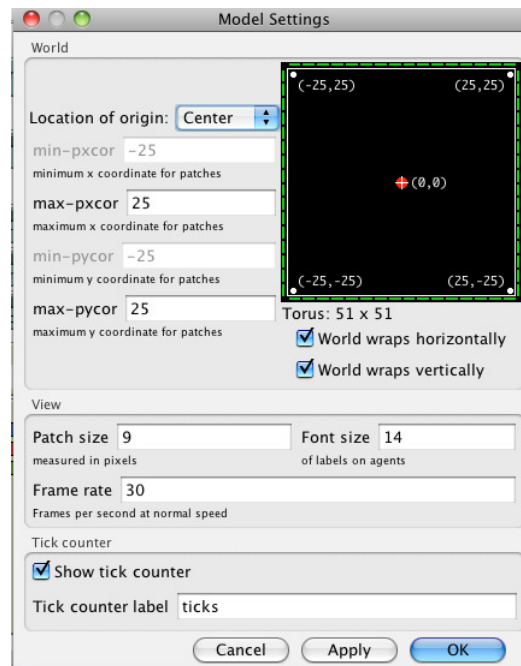 Model Settings
World
(-25,25) (25,25)
Location of origin: Center
min-pxcor -25
minimum x coordinate for patches
max-pxcor 25
maximum x coordinate for patches
(0,0)
min-pycor -25
minimum y coordinate for patches
(-25,-25) (25,-25)
max-pycor 25
maximum y coordinate for patches
Torus: 51 x 51
World wraps horizontally
World wraps vertically
View
Patch size 9 Font size 14
measured in pixels of labels on agents
Frame rate 30
Frames per second at normal speed
Tick counter
Show tick counter
Tick counter label ticks
Cancel Apply OK